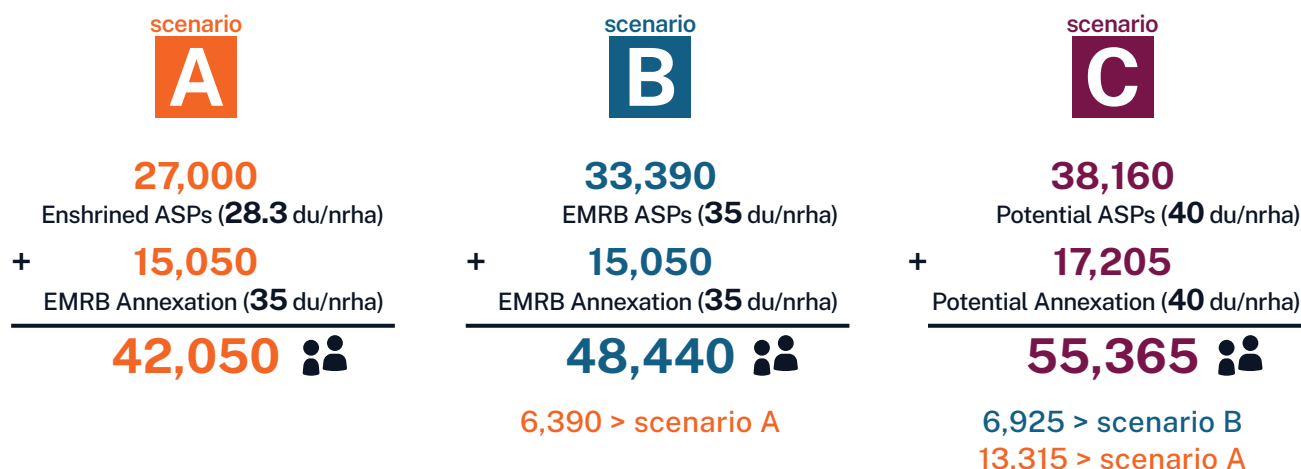 scenario
A
27,000
Enshrined ASPs (28.3 du/nrha)
+ 15,050
EMRB Annexation (35 du/nrha)
42,050
scenario
B
33,390
EMRB ASPs (35 du/nrha)
+ 15,050
EMRB Annexation (35 du/nrha)
48,440
6,390 > scenario A
scenario
C
38,160
Potential ASPs (40 du/nrha)
+ 17,205
Potential Annexation (40 du/nrha)
55,365
6,925 > scenario B
13.315 > scenario A